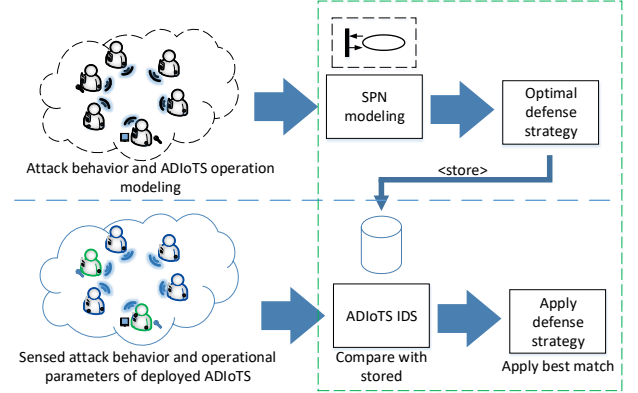 SPN
modeling
Optimal
defense
strategy
Attack behavior and ADIoTS operation
modeling
<store>
ADIoTS IDS
Apply
defense
strategy
Sensed attack behavior and operational
parameters of deployed ADIoTS
Compare with
stored
Apply best match